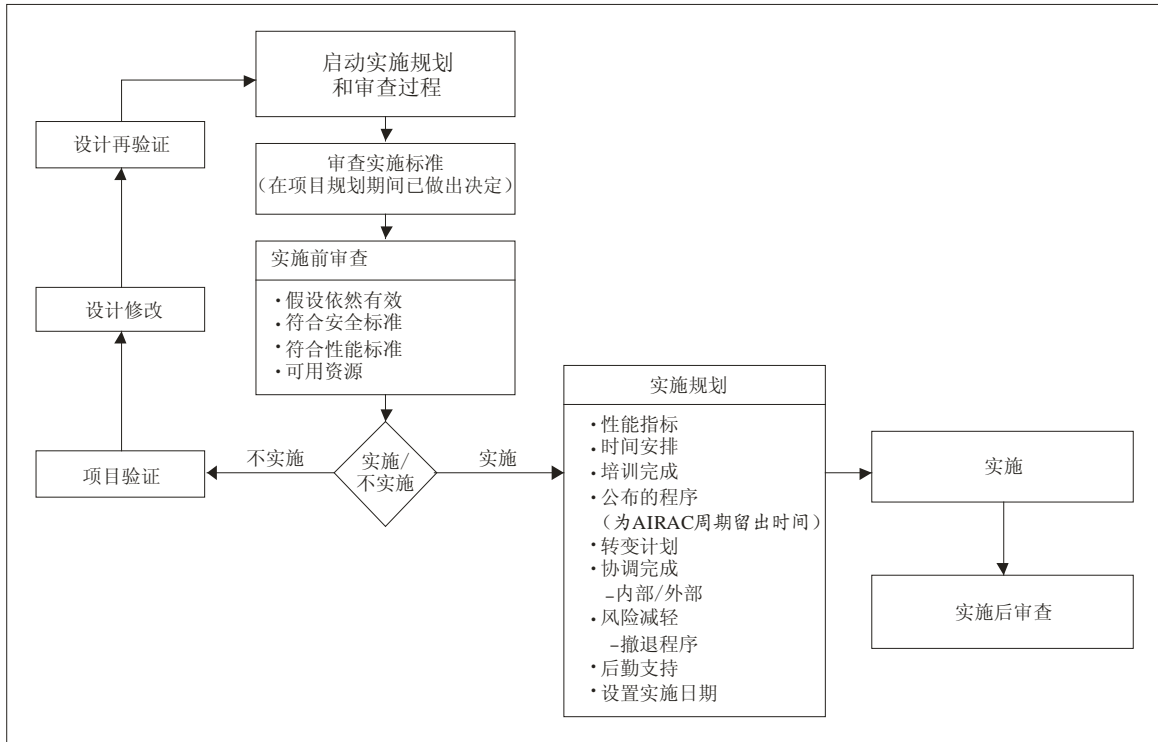 启动实施规划
和审查过程
设计再验证
审查实施标准
（在项目规划期间已做出决定）
实施前审查
·假设依然有效
·符合安全标准
·符合性能标准
·可用资源
设计修改
项目验证
不实施
实施/
不实施
实施
实施规划
·性能指标
·时间安排
·培训完成
·公布的程序
（为AIRAC周期留出时间）
·转变计划
·协调完成
–内部/外部
·风险减轻
–撤退程序
·后勤支持
·设置实施日期
实施
实施后审查